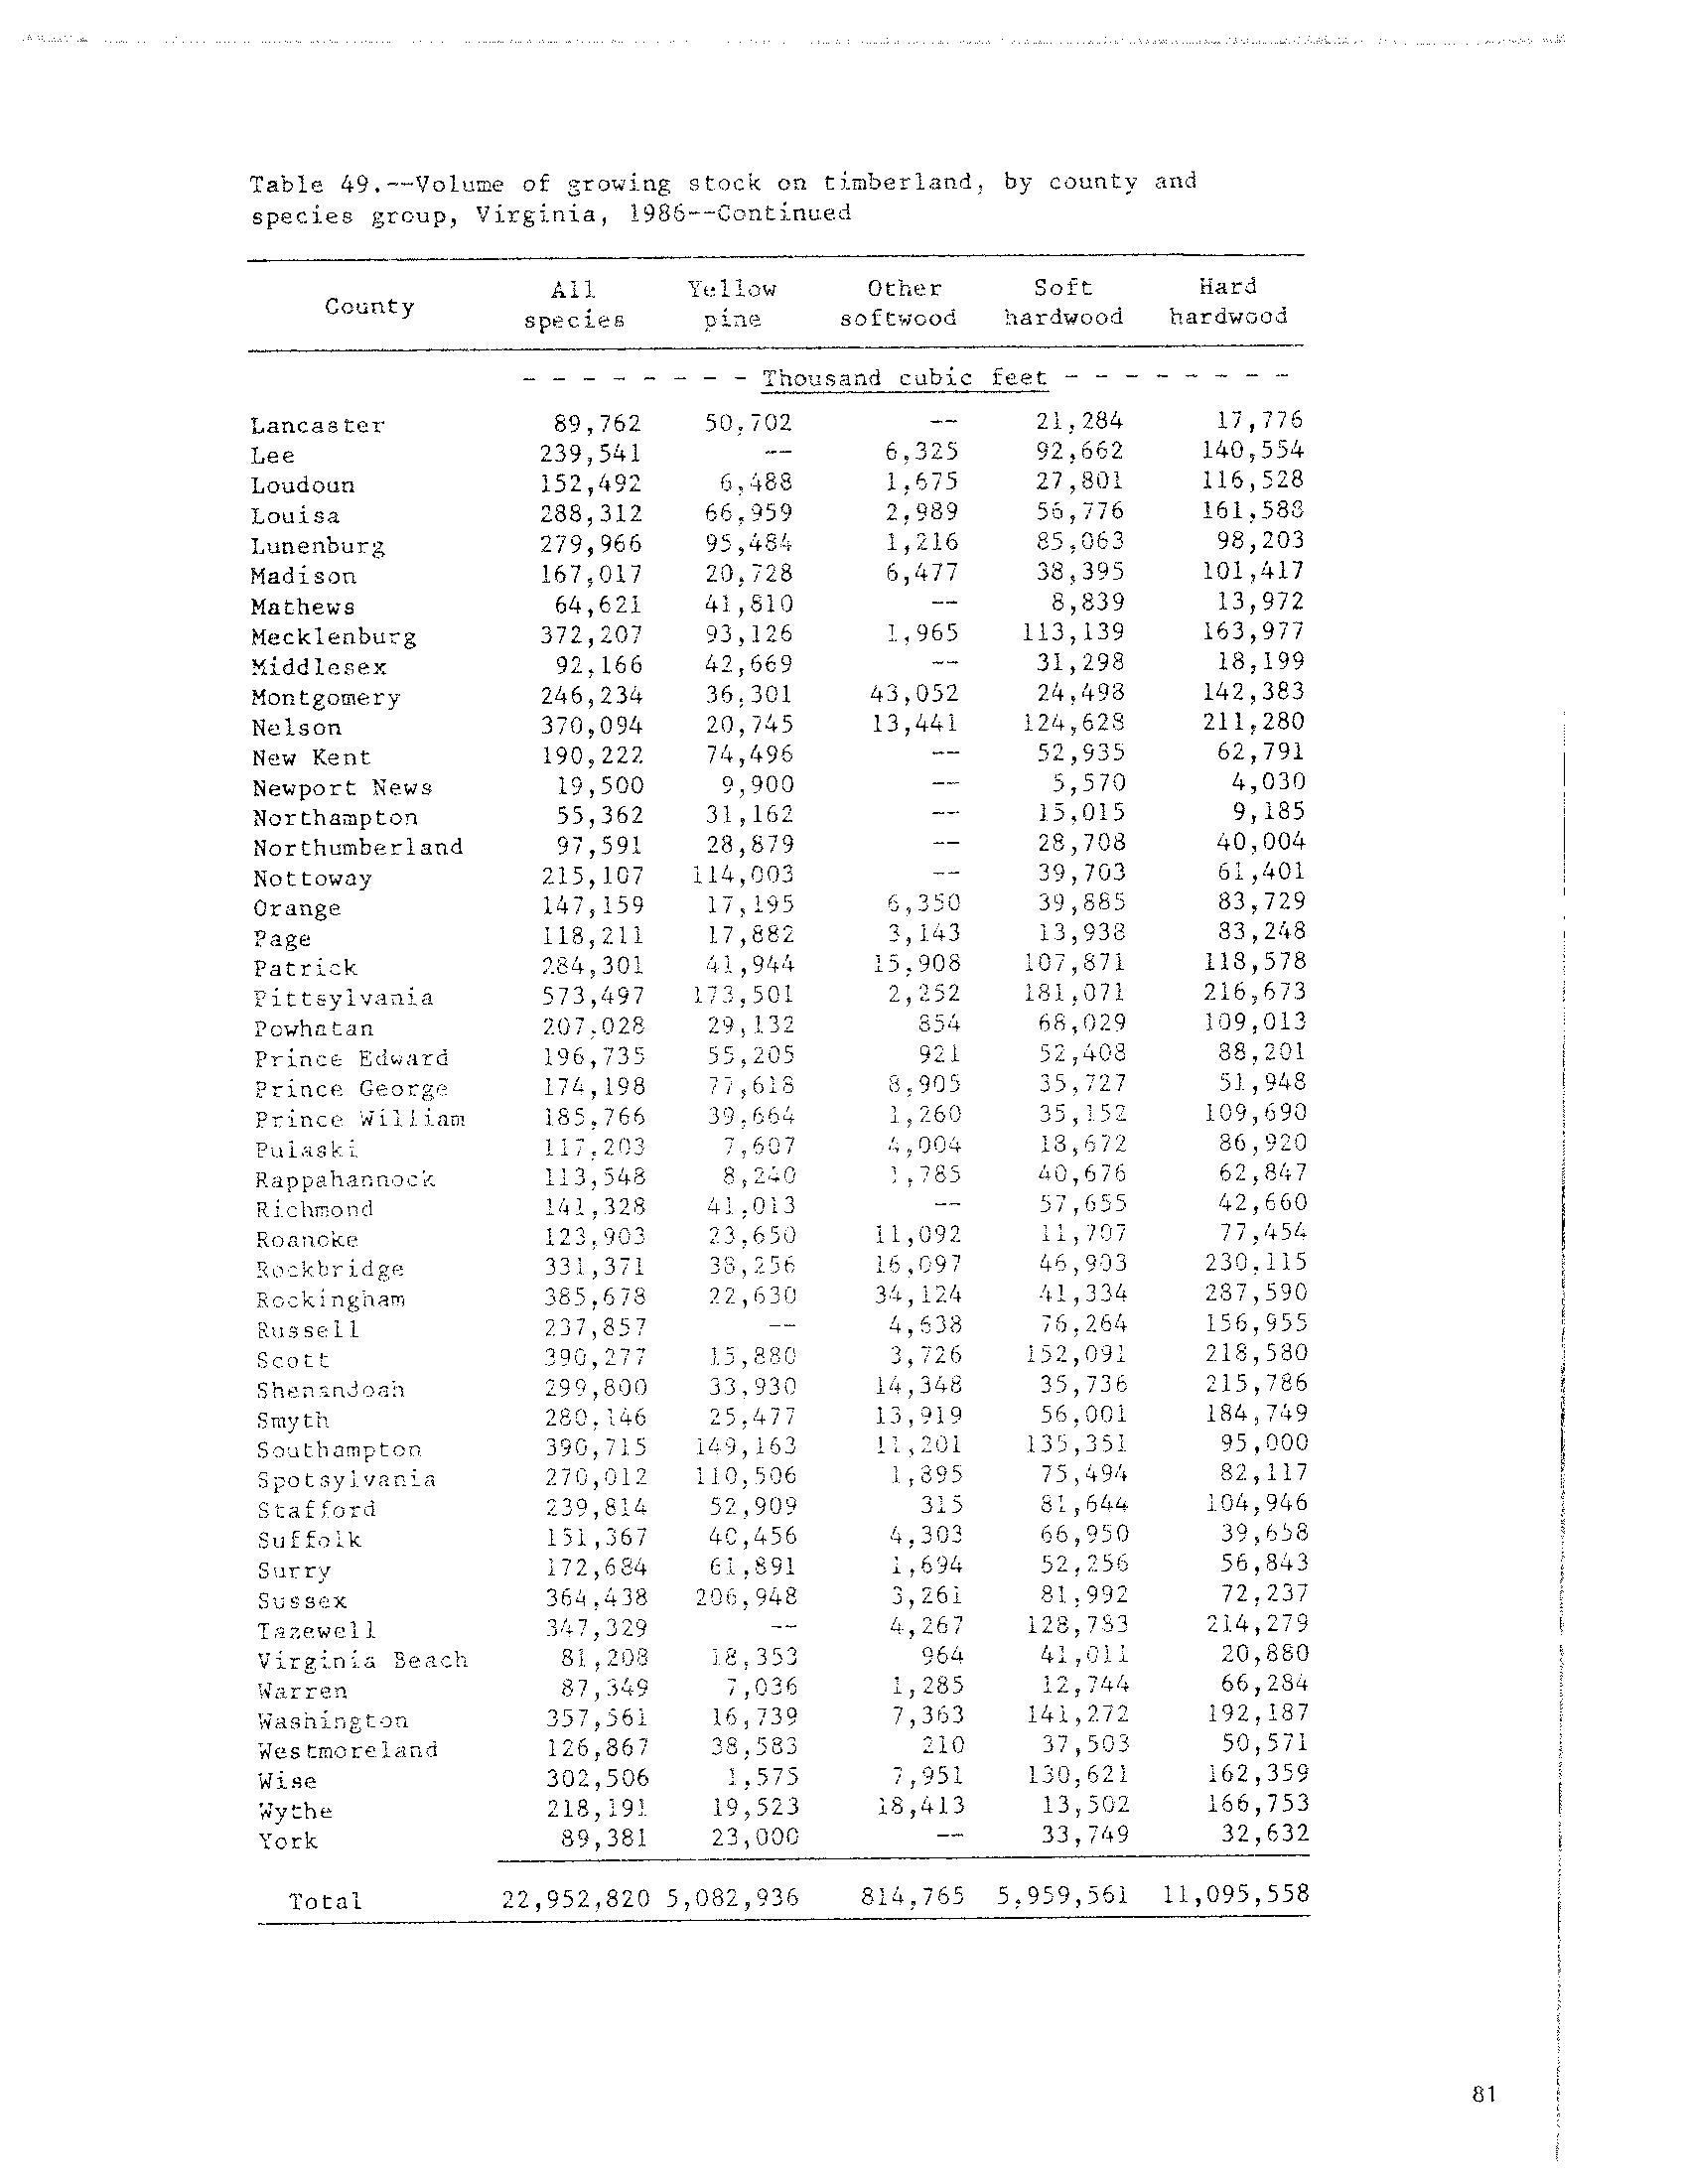 Table 49.--Volume of growing stock on timberland, by county and
species group, Virginia, 1986--Continued
County All species Yellow pine Other softwood Soft hardwood Hard hardwood
- - - - - - - - Thousand cubic feet - - - - - - - -
Lancaster 89,762 50,702 -- 21,284 17,776
Lee 239,541 -- 6,325 92,662 140,554
Loudoun 152,492 6,488 1,675 27,801 116,528
Louisa 288,312 66,959 2,989 56,776 161,588
Lunenburg 279,966 95,484 1,216 85,063 98,203
Madison 167,017 20,728 6,477 38,395 101,417
Mathews 64,621 41,810 -- 8,839 13,972
Mecklenburg 372,207 93,126 1,965 113,139 163,977
Middlesex 92,166 42,669 -- 31,298 18,199
Montgomery 246,234 36,301 43,052 24,498 142,383
Nelson 370,094 20,745 13,441 124,628 211,280
New Kent 190,222 74,496 -- 52,935 62,791
Newport News 19,500 9,900 -- 5,570 4,030
Northampton 55,362 31,162 -- 15,015 9,185
Northumberland 97,591 28,879 -- 28,708 40,004
Nottoway 215,107 114,003 -- 39,703 61,401
Orange 147,159 17,195 6,350 39,885 83,729
Page 118,211 17,882 3,143 13,938 83,248
Patrick 284,301 41,944 15,908 107,871 118,578
Pittsylvania 573,497 173,501 2,252 181,071 216,673
Powhatan 207,028 29,132 854 68,029 109,013
Prince Edward 196,735 55,205 921 52,408 88,201
Prince George 174,198 77,618 8,905 35,727 51,948
Prince William 185,766 39,664 1,260 35,152 109,690
Pulaski 117,203 7,607 4,004 18,672 86,920
Rappahannock 113,548 8,240 1,785 40,676 62,847
Richmond 141,328 41,013 -- 57,655 42,660
Roanoke 123,903 23,650 11,092 11,707 77,454
Rockbridge 331,371 38,256 16,097 46,903 230,115
Rockingham 385,678 22,630 34,124 41,334 287,590
Russell 237,857 -- 4,638 76,264 156,955
Scott 390,277 15,880 3,726 152,091 218,580
Shenandoah 299,800 33,930 14,348 35,736 215,786
Smyth 280,146 25,477 13,919 56,001 184,749
Southampton 390,715 149,163 11,201 135,351 95,000
Spotsylvania 270,012 110,506 1,895 75,494 82,117
Stafford 239,814 52,909 315 81,644 104,946
Suffolk 151,367 40,456 4,303 66,950 39,658
Surry 172,684 61,891 1,694 52,256 56,843
Sussex 364,438 206,948 3,261 81,992 72,237
Tazewell 347,329 -- 4,267 128,783 214,279
Virginia Beach 81,208 18,353 964 41,011 20,880
Warren 87,349 7,036 1,285 12,744 66,284
Washington 357,561 16,739 7,363 141,272 192,187
Westmoreland 126,867 38,583 210 37,503 50,571
Wise 302,506 1,575 7,951 130,621 162,359
Wythe 218,191 19,523 18,413 13,502 166,753
York 89,381 23,000 -- 33,749 32,632
Total 22,952,820 5,082,936 814,765 5,959,561 11,095,558
81